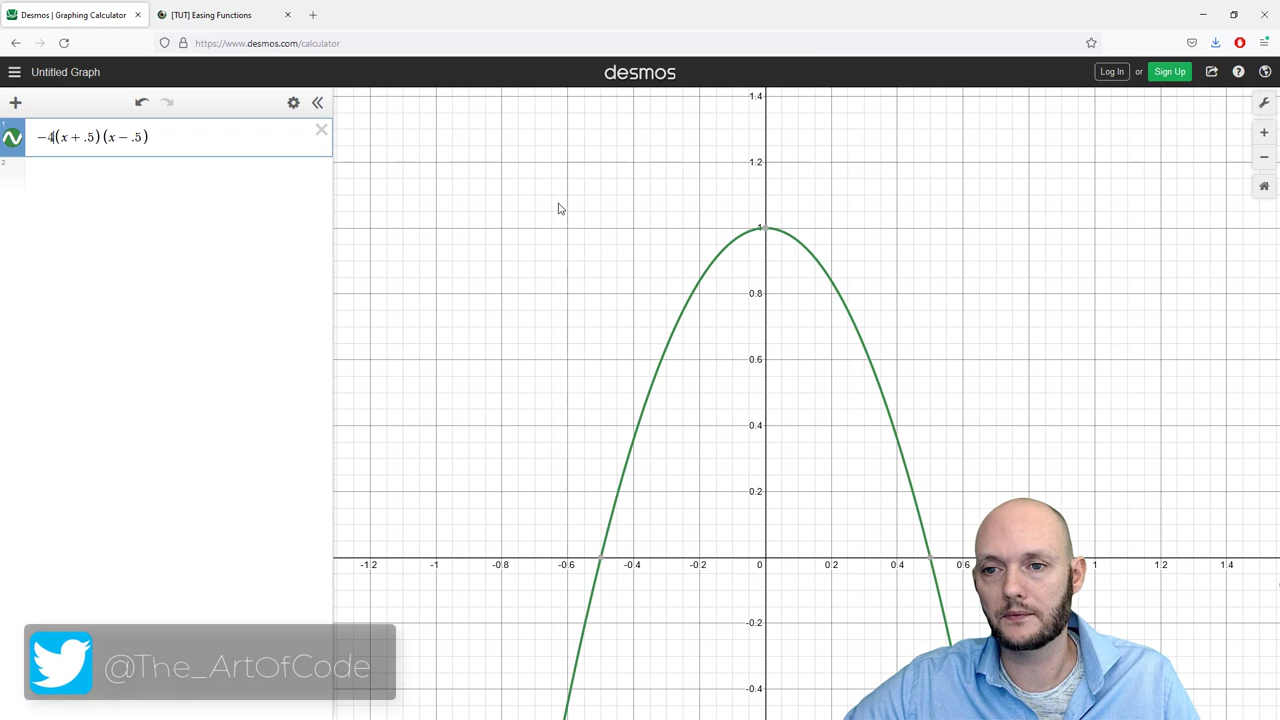 Desmos | Graphing Calculator
[TUT] Easing Functions
https://www.desmos.com/calculator
Untitled Graph
desmos
Log In or Sign Up
1
−4(x + .5)(x − .5)
2
1.4
1.2
1
0.8
0.6
0.4
0.2
-1.2 -1 -0.8 -0.6 -0.4 -0.2 0 0.2 0.4 0.6 1 1.2 1.4
-0.2
-0.4
@The_ArtOfCode